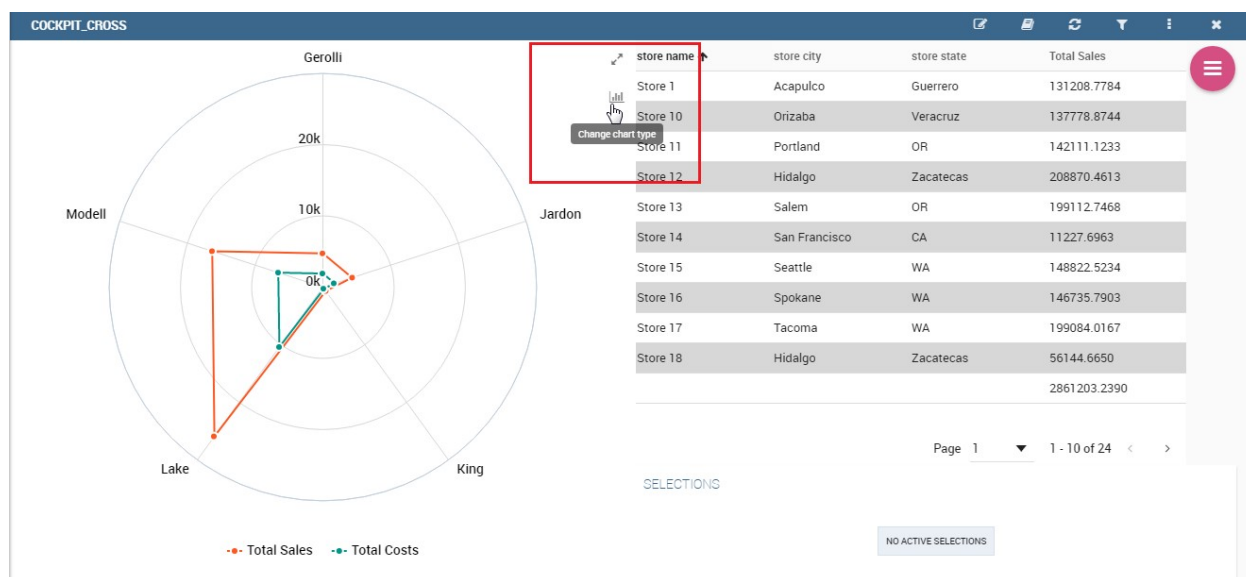 COCKPIT_CROSS
Gerolli
20k
10k
0k
Modell
Jardon
Lake
King
Total Sales Total Costs
Change chart type
store name store city store state Total Sales
Store 1 Acapulco Guerrero 131208.7784
Store 10 Orizaba Veracruz 137778.8744
Store 11 Portland OR 142111.1233
Store 12 Hidalgo Zacatecas 208870.4613
Store 13 Salem OR 199112.7468
Store 14 San Francisco CA 11227.6963
Store 15 Seattle WA 148822.5234
Store 16 Spokane WA 146735.7903
Store 17 Tacoma WA 199084.0167
Store 18 Hidalgo Zacatecas 56144.6650
2861203.2390
Page 1 1 - 10 of 24
SELECTIONS
NO ACTIVE SELECTIONS